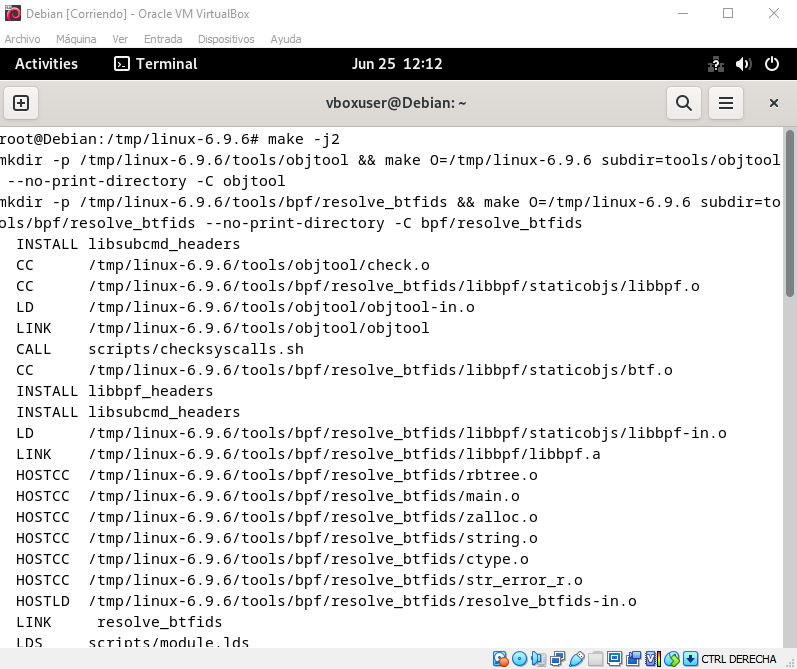 Debian [Corriendo] - Oracle VM VirtualBox
Archivo Máquina Ver Entrada Dispositivos Ayuda
Activities Terminal Jun 25 12:12
vboxuser@Debian: ~
root@Debian:/tmp/linux-6.9.6# make -j2
mkdir -p /tmp/linux-6.9.6/tools/objtool && make O=/tmp/linux-6.9.6 subdir=tools/objtool
 --no-print-directory -C objtool
mkdir -p /tmp/linux-6.9.6/tools/bpf/resolve_btfids && make O=/tmp/linux-6.9.6 subdir=to
ols/bpf/resolve_btfids --no-print-directory -C bpf/resolve_btfids
  INSTALL libsubcmd_headers
  CC      /tmp/linux-6.9.6/tools/objtool/check.o
  CC      /tmp/linux-6.9.6/tools/bpf/resolve_btfids/libbpf/staticobjs/libbpf.o
  LD      /tmp/linux-6.9.6/tools/objtool/objtool-in.o
  LINK    /tmp/linux-6.9.6/tools/objtool/objtool
  CALL    scripts/checksyscalls.sh
  CC      /tmp/linux-6.9.6/tools/bpf/resolve_btfids/libbpf/staticobjs/btf.o
  INSTALL libbpf_headers
  INSTALL libsubcmd_headers
  LD      /tmp/linux-6.9.6/tools/bpf/resolve_btfids/libbpf/staticobjs/libbpf-in.o
  LINK    /tmp/linux-6.9.6/tools/bpf/resolve_btfids/libbpf/libbpf.a
  HOSTCC  /tmp/linux-6.9.6/tools/bpf/resolve_btfids/rbtree.o
  HOSTCC  /tmp/linux-6.9.6/tools/bpf/resolve_btfids/main.o
  HOSTCC  /tmp/linux-6.9.6/tools/bpf/resolve_btfids/zalloc.o
  HOSTCC  /tmp/linux-6.9.6/tools/bpf/resolve_btfids/string.o
  HOSTCC  /tmp/linux-6.9.6/tools/bpf/resolve_btfids/ctype.o
  HOSTCC  /tmp/linux-6.9.6/tools/bpf/resolve_btfids/str_error_r.o
  HOSTLD  /tmp/linux-6.9.6/tools/bpf/resolve_btfids/resolve_btfids-in.o
  LINK     resolve_btfids
  LDS     scripts/module.lds
CTRL DERECHA